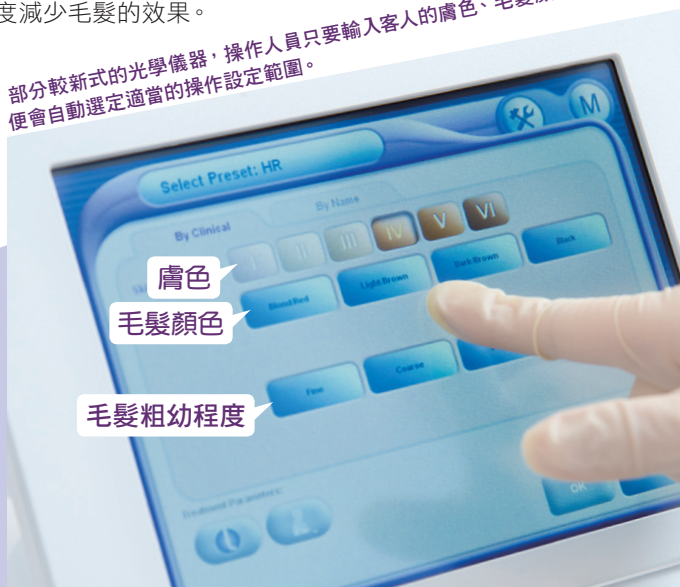 度減少毛髮的效果。
部分較新式的光學儀器，操作人員只要輸入客人的膚色、毛髮
便會自動選定適當的操作設定範圍。
M
Select Preset: HR
By Clinical
By Name
I II III IV V VI
膚色
Blond/Red
Light Brown
Dark Brown
Black
毛髮顏色
Fine
Coarse
毛髮粗幼程度
Treatment Parameters:
OK